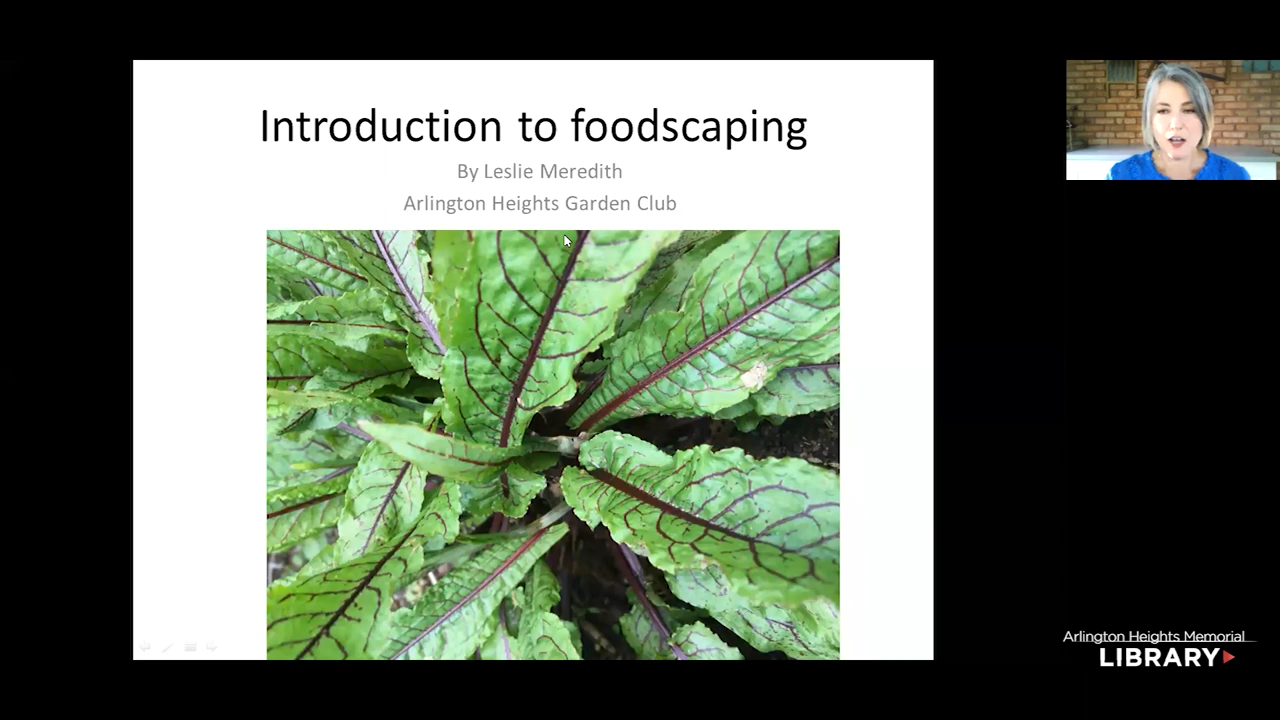 Introduction to foodscaping
By Leslie Meredith
Arlington Heights Garden Club
Arlington Heights Memorial
LIBRARY